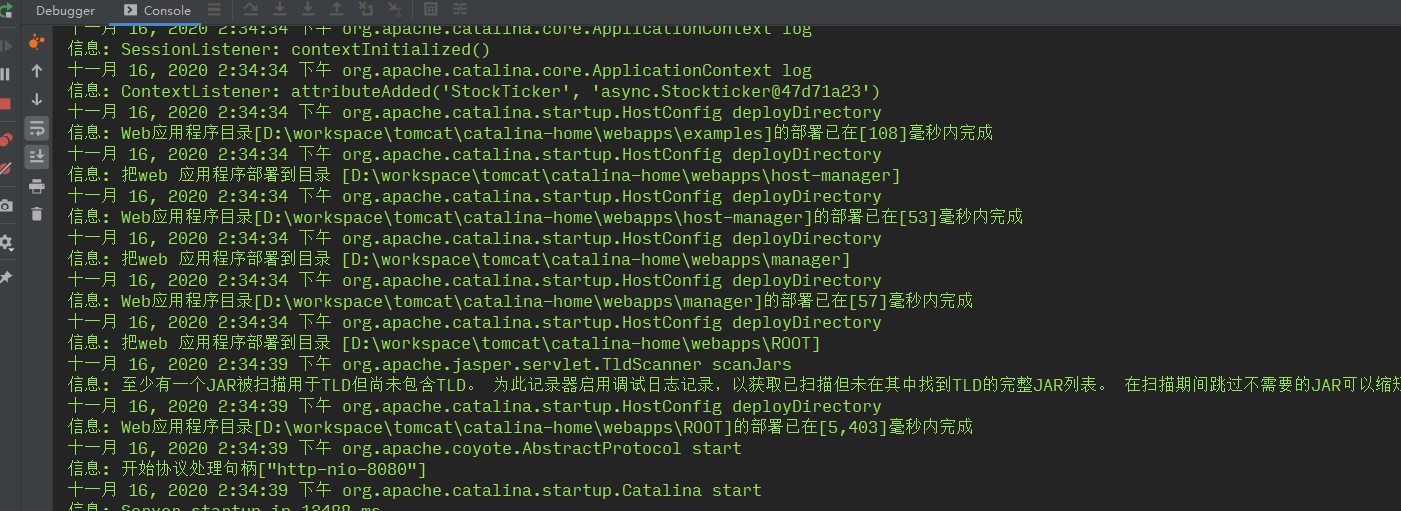 Debugger Console
十一月 16, 2020 2:34:34 下午 org.apache.catalina.core.ApplicationContext log
信息: SessionListener: contextInitialized()
十一月 16, 2020 2:34:34 下午 org.apache.catalina.core.ApplicationContext log
信息: ContextListener: attributeAdded('StockTicker', 'async.Stockticker@47d71a23')
十一月 16, 2020 2:34:34 下午 org.apache.catalina.startup.HostConfig deployDirectory
信息: Web应用程序目录[D:\workspace\tomcat\catalina-home\webapps\examples]的部署已在[108]毫秒内完成
十一月 16, 2020 2:34:34 下午 org.apache.catalina.startup.HostConfig deployDirectory
信息: 把web 应用程序部署到目录 [D:\workspace\tomcat\catalina-home\webapps\host-manager]
十一月 16, 2020 2:34:34 下午 org.apache.catalina.startup.HostConfig deployDirectory
信息: Web应用程序目录[D:\workspace\tomcat\catalina-home\webapps\host-manager]的部署已在[53]毫秒内完成
十一月 16, 2020 2:34:34 下午 org.apache.catalina.startup.HostConfig deployDirectory
信息: 把web 应用程序部署到目录 [D:\workspace\tomcat\catalina-home\webapps\manager]
十一月 16, 2020 2:34:34 下午 org.apache.catalina.startup.HostConfig deployDirectory
信息: Web应用程序目录[D:\workspace\tomcat\catalina-home\webapps\manager]的部署已在[57]毫秒内完成
十一月 16, 2020 2:34:34 下午 org.apache.catalina.startup.HostConfig deployDirectory
信息: 把web 应用程序部署到目录 [D:\workspace\tomcat\catalina-home\webapps\ROOT]
十一月 16, 2020 2:34:39 下午 org.apache.jasper.servlet.TldScanner scanJars
信息: 至少有一个JAR被扫描用于TLD但尚未包含TLD。 为此记录器启用调试日志记录，以获取已扫描但未在其中找到TLD的完整JAR列表。 在扫描期间跳过不需要的JAR可以缩短
十一月 16, 2020 2:34:39 下午 org.apache.catalina.startup.HostConfig deployDirectory
信息: Web应用程序目录[D:\workspace\tomcat\catalina-home\webapps\ROOT]的部署已在[5,403]毫秒内完成
十一月 16, 2020 2:34:39 下午 org.apache.coyote.AbstractProtocol start
信息: 开始协议处理句柄["http-nio-8080"]
十一月 16, 2020 2:34:39 下午 org.apache.catalina.startup.Catalina start
信息: Server startup in ms